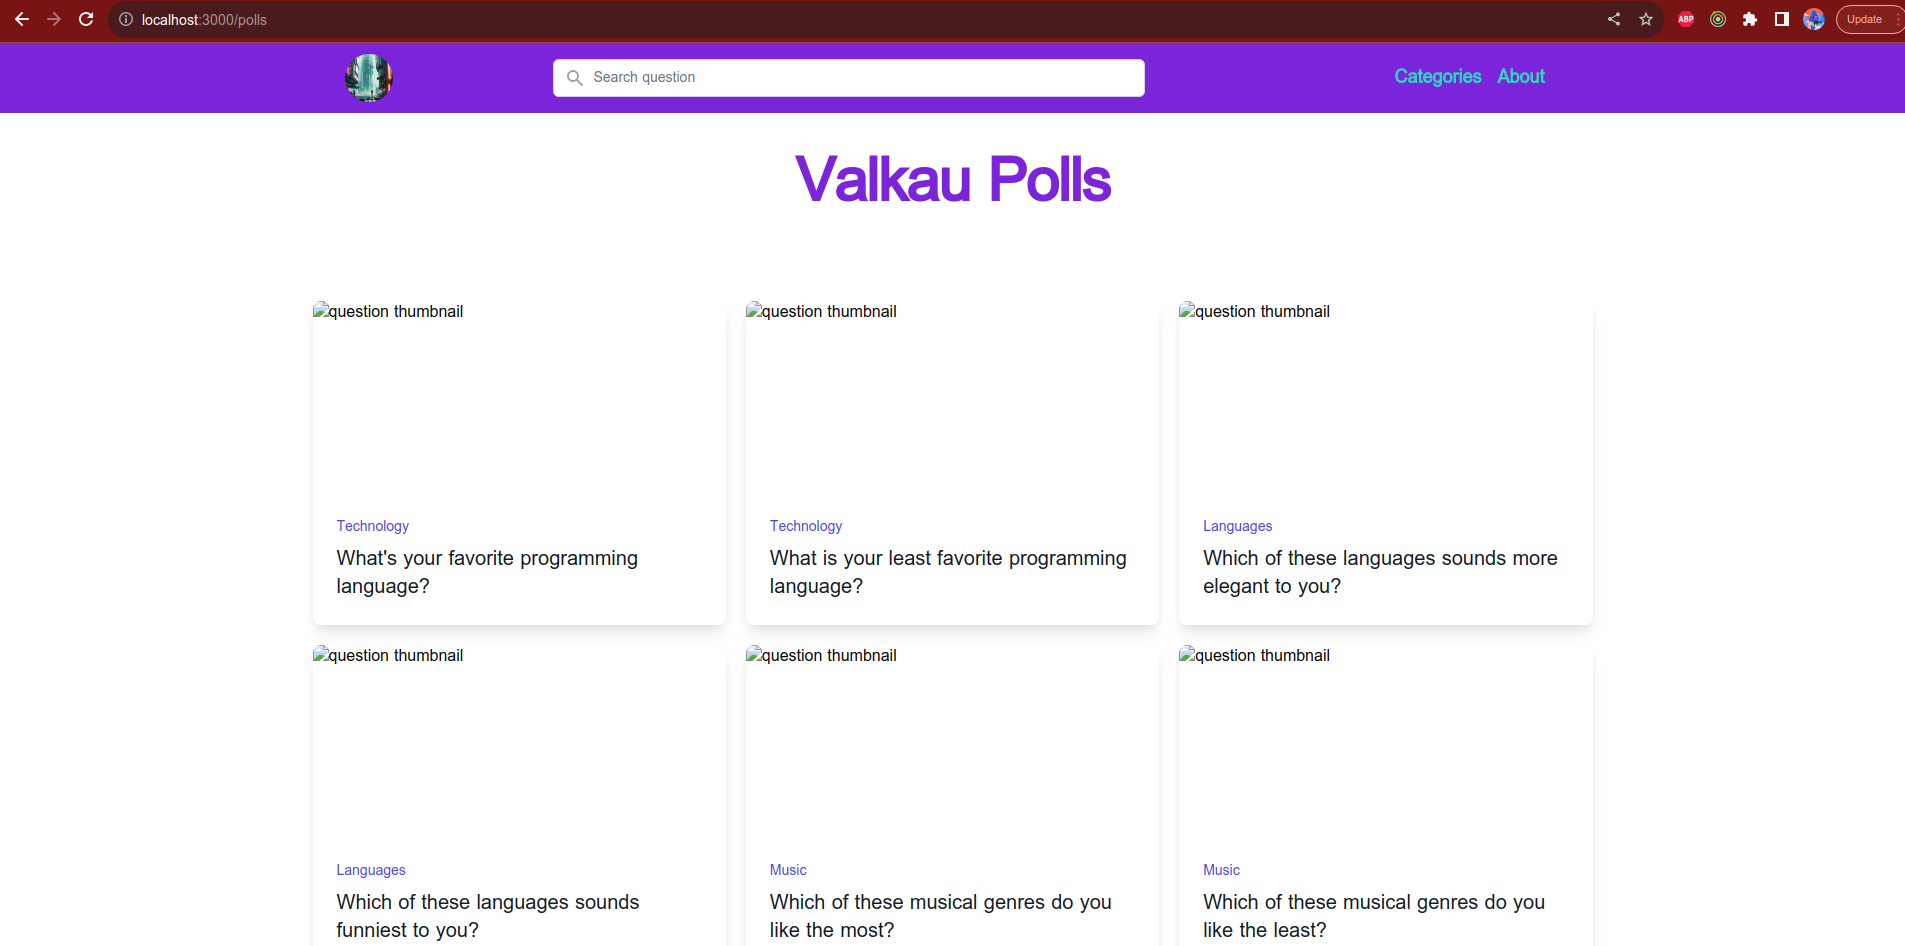 localhost:3000/polls
ABP
Update
Search question
Categories About
Valkau Polls
question thumbnail
Technology
What's your favorite programming
language?
question thumbnail
Technology
What is your least favorite programming
language?
question thumbnail
Languages
Which of these languages sounds more
elegant to you?
question thumbnail
Languages
Which of these languages sounds
funniest to you?
question thumbnail
Music
Which of these musical genres do you
like the most?
question thumbnail
Music
Which of these musical genres do you
like the least?